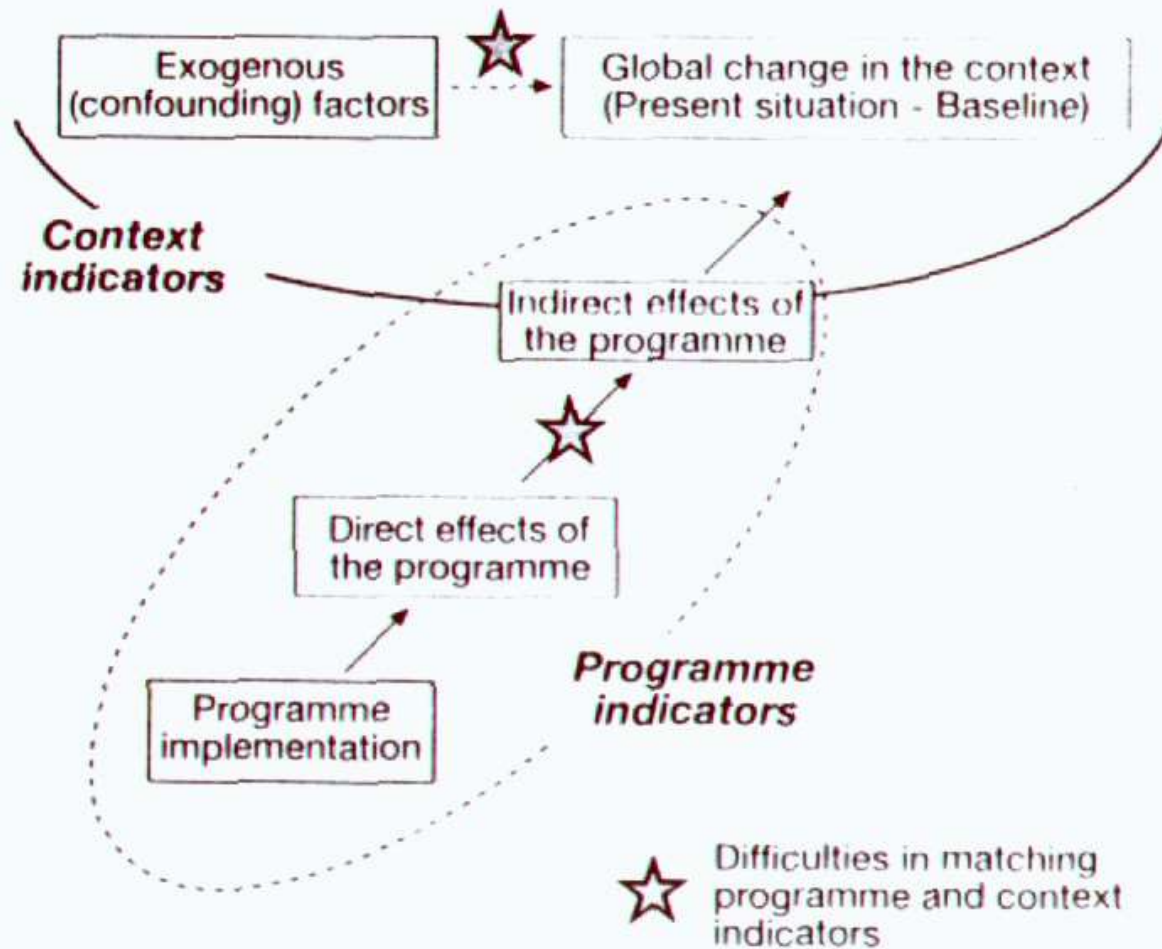 Exogenous
(confounding) factors
Global change in the context
(Present situation - Baseline)
Context
indicators
Indirect effects of
the programme
Direct effects of
the programme
Programme
indicators
Programme
implementation
Difficulties in matching
programme and context
indicators